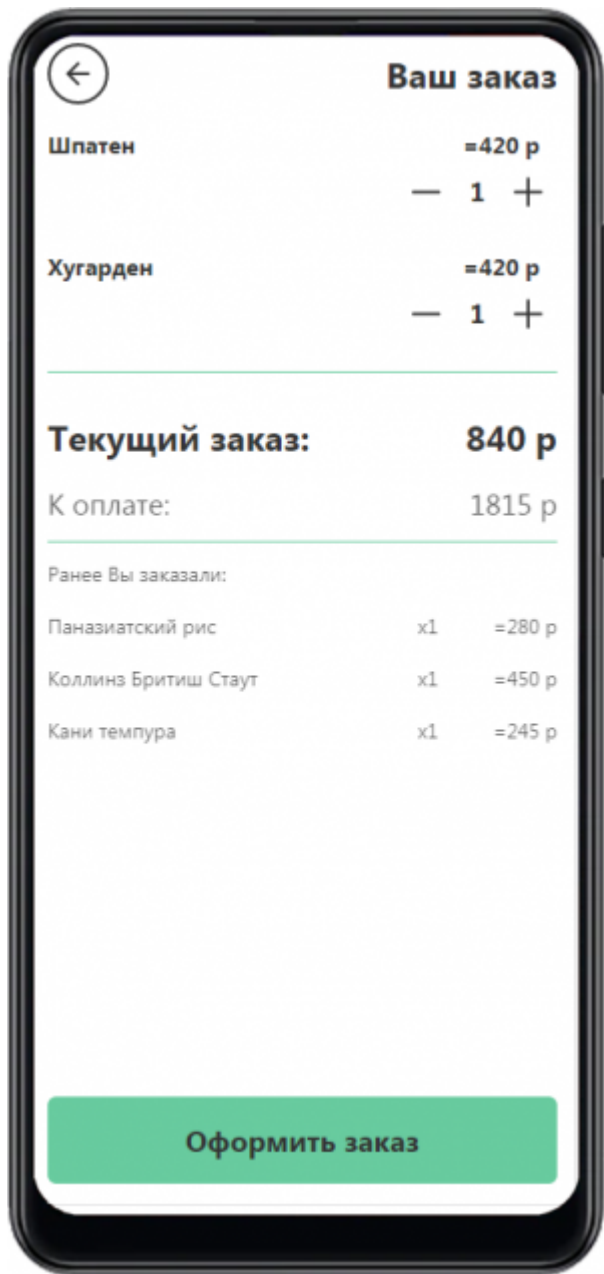 Ваш заказ
Шпатен =420 р
— 1 +
Хугарден =420 р
— 1 +
Текущий заказ: 840 р
К оплате: 1815 р
Ранее Вы заказали:
Паназиатский рис x1 =280 р
Коллинз Бритиш Стаут x1 =450 р
Кани темпура x1 =245 р
Оформить заказ